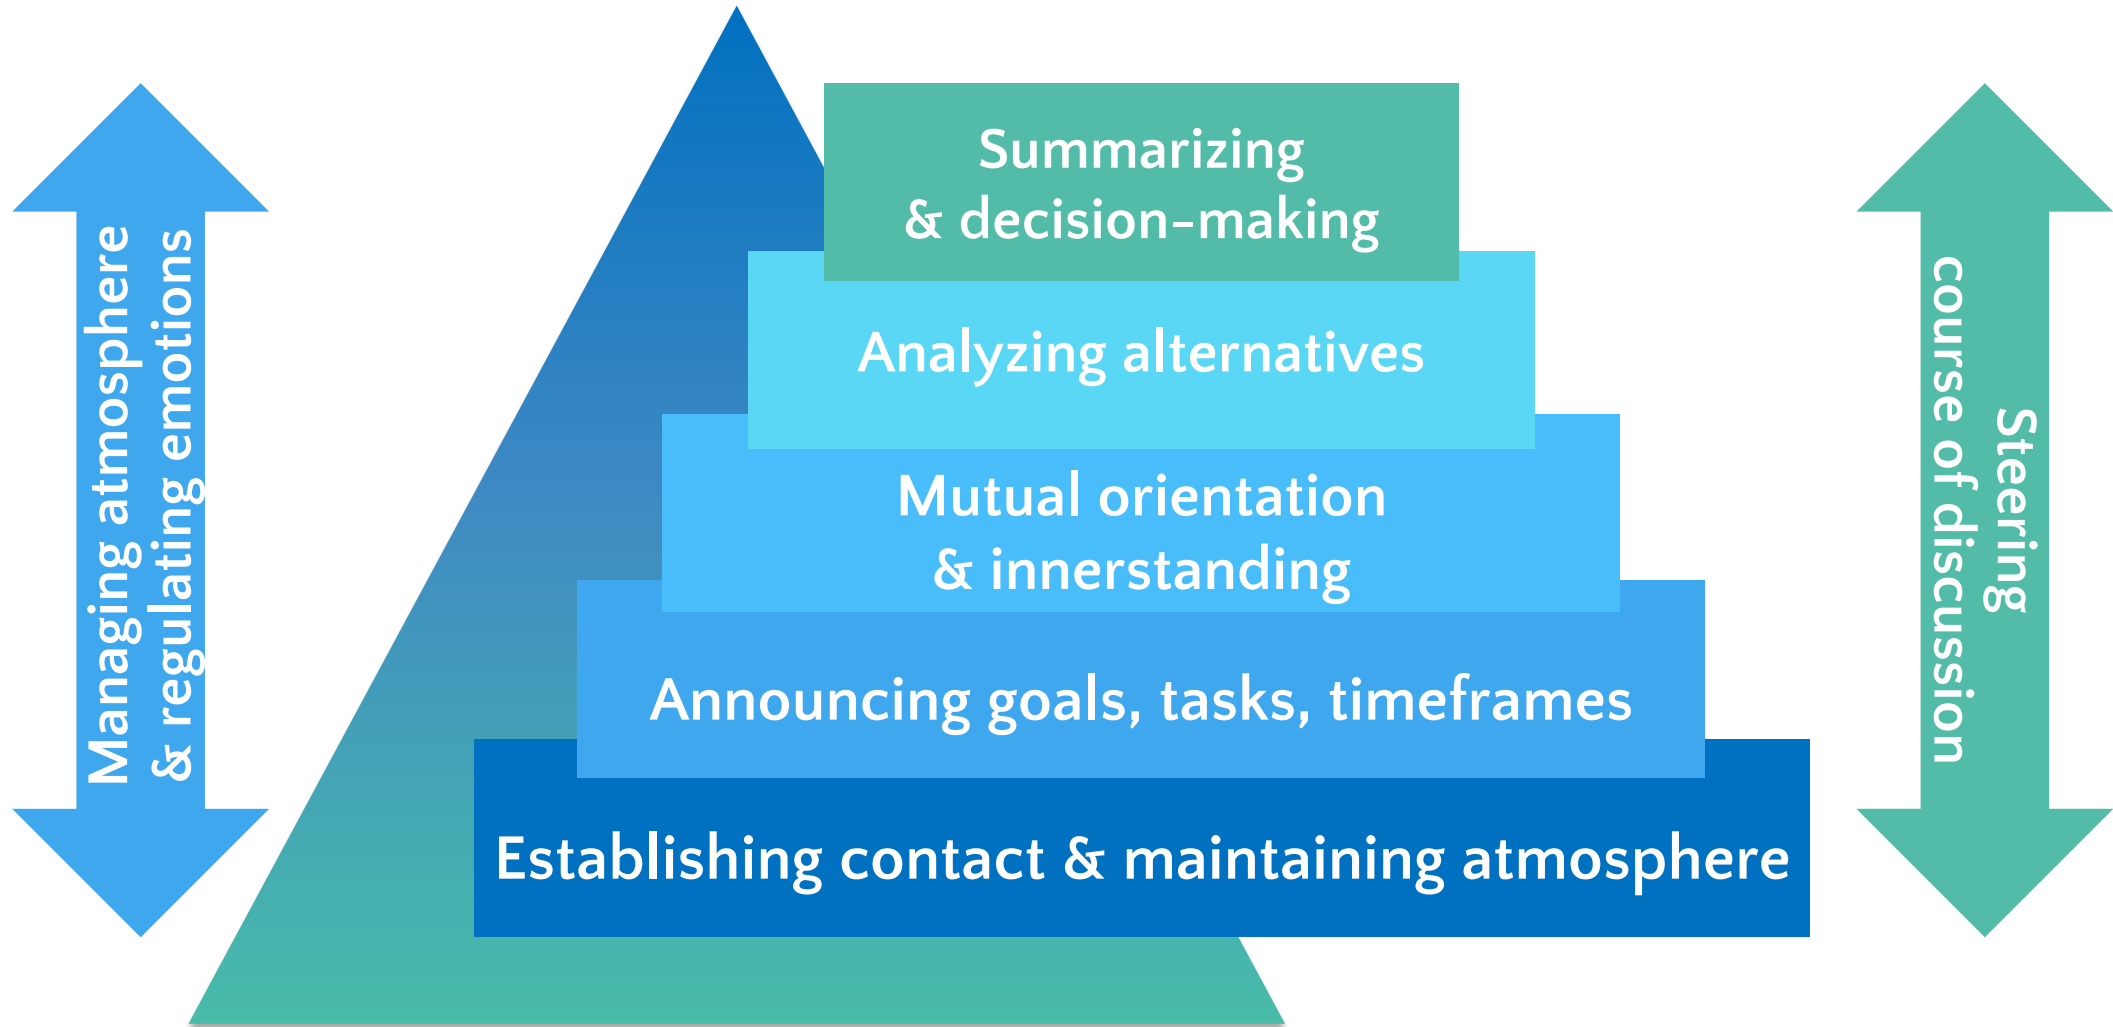 Managing atmosphere
& regulating emotions
Summarizing
& decision-making
Analyzing alternatives
Mutual orientation
& innerstanding
Announcing goals, tasks, timeframes
Establishing contact & maintaining atmosphere
Steering
course of discussion